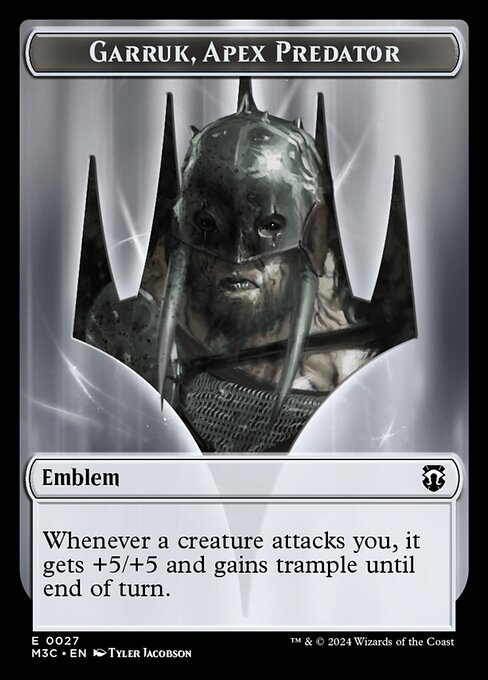 Garruk, Apex Predator
Emblem
Whenever a creature attacks you, it
gets +5/+5 and gains trample until
end of turn.
E 0027
™ & © 2024 Wizards of the Coast
M3C • EN Tyler Jacobson